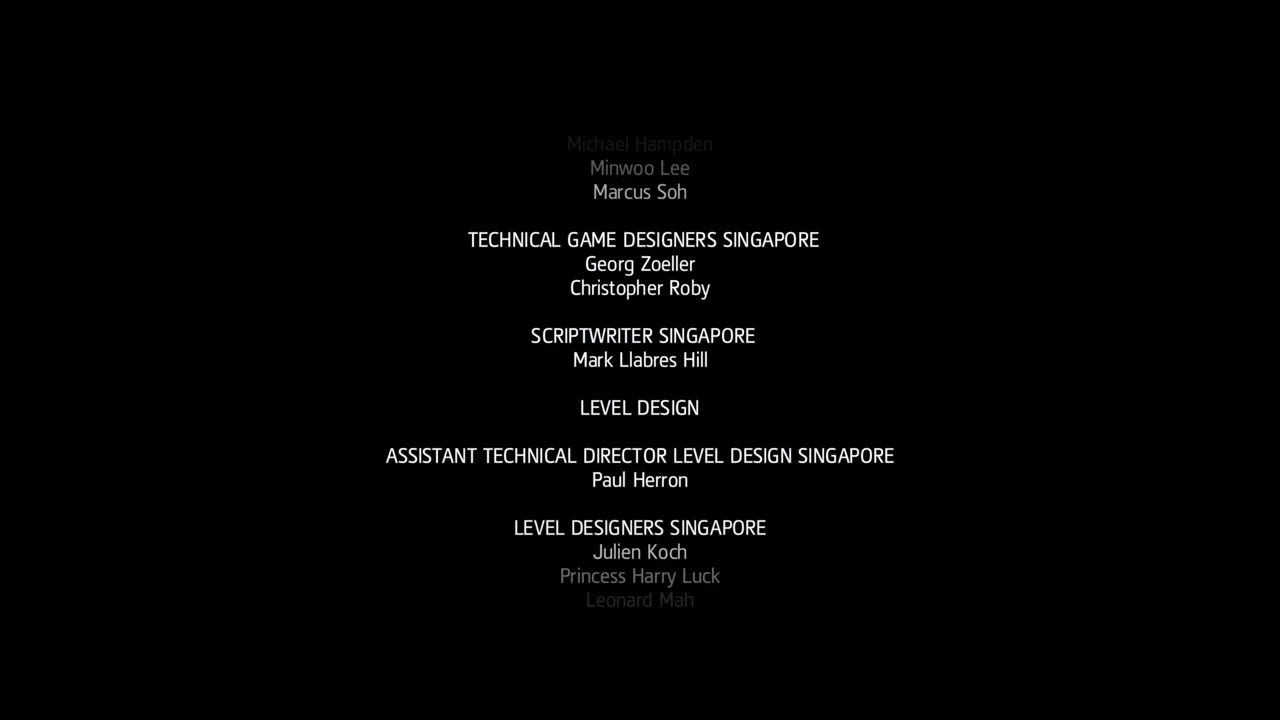 Michael Hampden
Minwoo Lee
Marcus Soh
TECHNICAL GAME DESIGNERS SINGAPORE
Georg Zoeller
Christopher Roby
SCRIPTWRITER SINGAPORE
Mark Llabres Hill
LEVEL DESIGN
ASSISTANT TECHNICAL DIRECTOR LEVEL DESIGN SINGAPORE
Paul Herron
LEVEL DESIGNERS SINGAPORE
Julien Koch
Princess Harry Luck
Leonard Mah